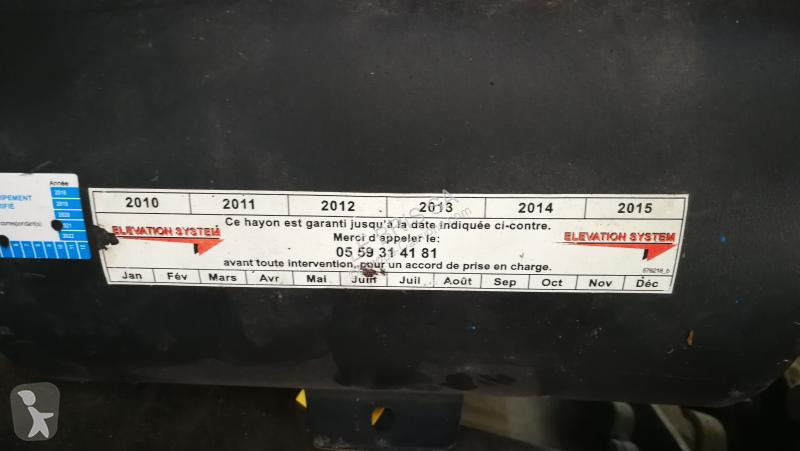 Année
2018
2019
2020
2022
2010 2011 2012 2013 2014 2015
Ce hayon est garanti jusqu'à la date indiquée ci-contre.
ELEVATION SYSTEM
Merci d'appeler le:
ELEVATION SYSTEM
05 59 31 41 81
avant toute intervention, pour un accord de prise en charge.
576218_b
Jan Fév Mars Avr Mai Juin Juil Août Sep Oct Nov Déc